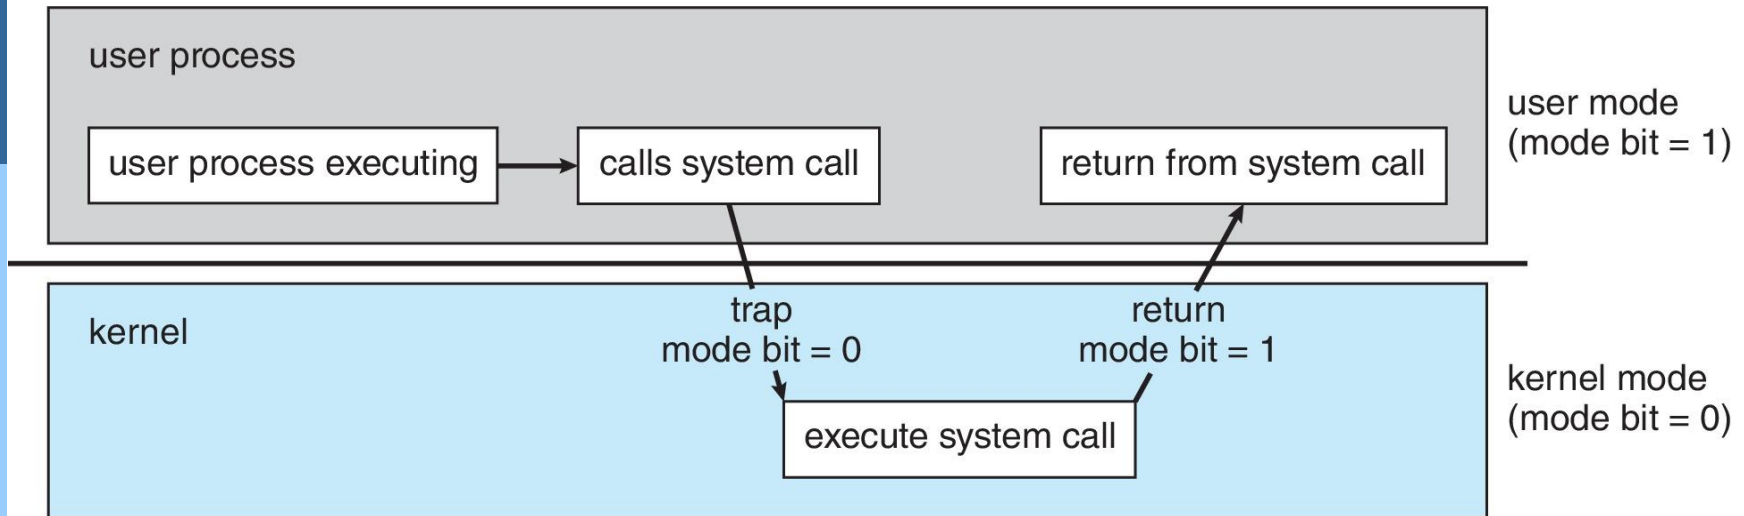 user process
user process executing
calls system call
return from system call
user mode
(mode bit = 1)
kernel
trap
mode bit = 0
return
mode bit = 1
execute system call
kernel mode
(mode bit = 0)